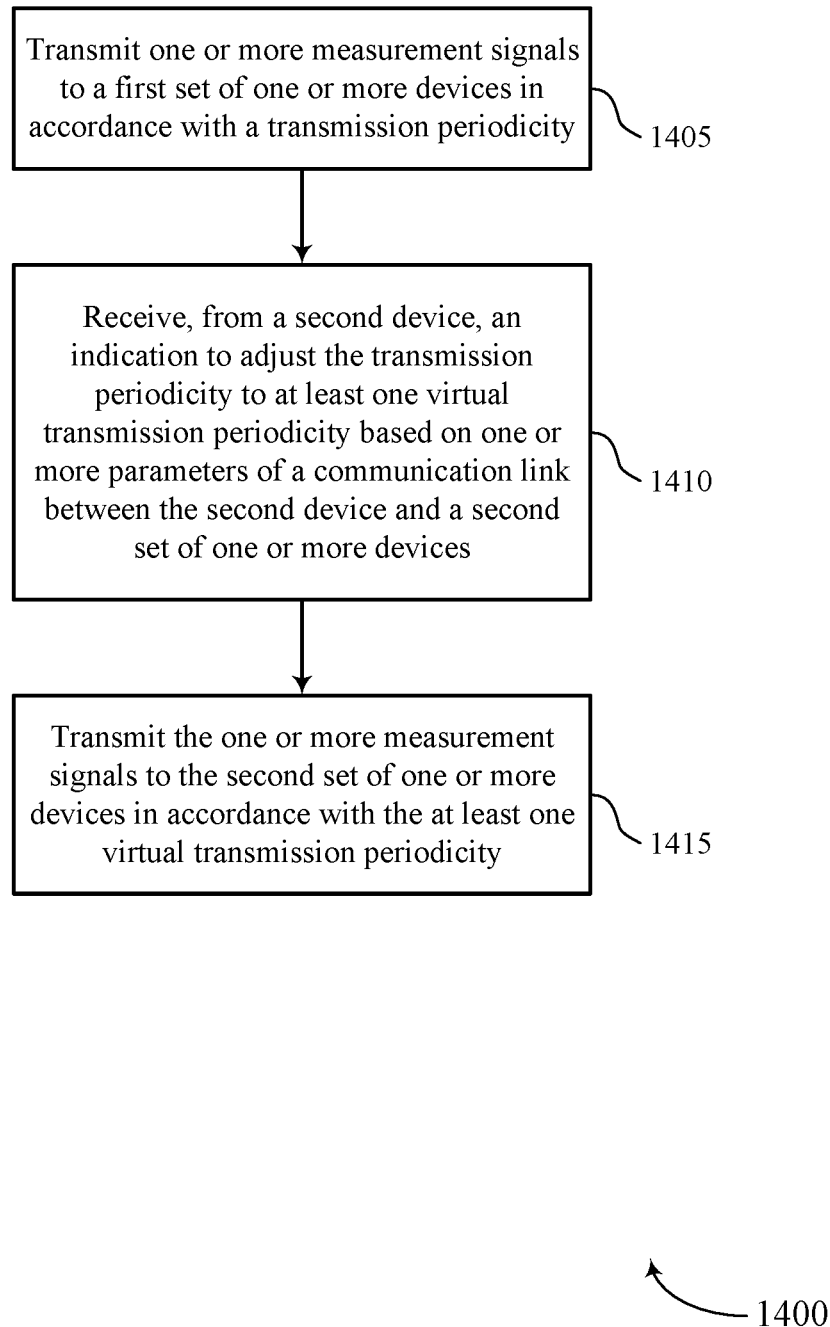 Transmit one or more measurement signals
to a first set of one or more devices in
accordance with a transmission periodicity
1405
Receive, from a second device, an
indication to adjust the transmission
periodicity to at least one virtual
transmission periodicity based on one or
more parameters of a communication link
between the second device and a second
set of one or more devices
1410
Transmit the one or more measurement
signals to the second set of one or more
devices in accordance with the at least one
virtual transmission periodicity
1415
1400